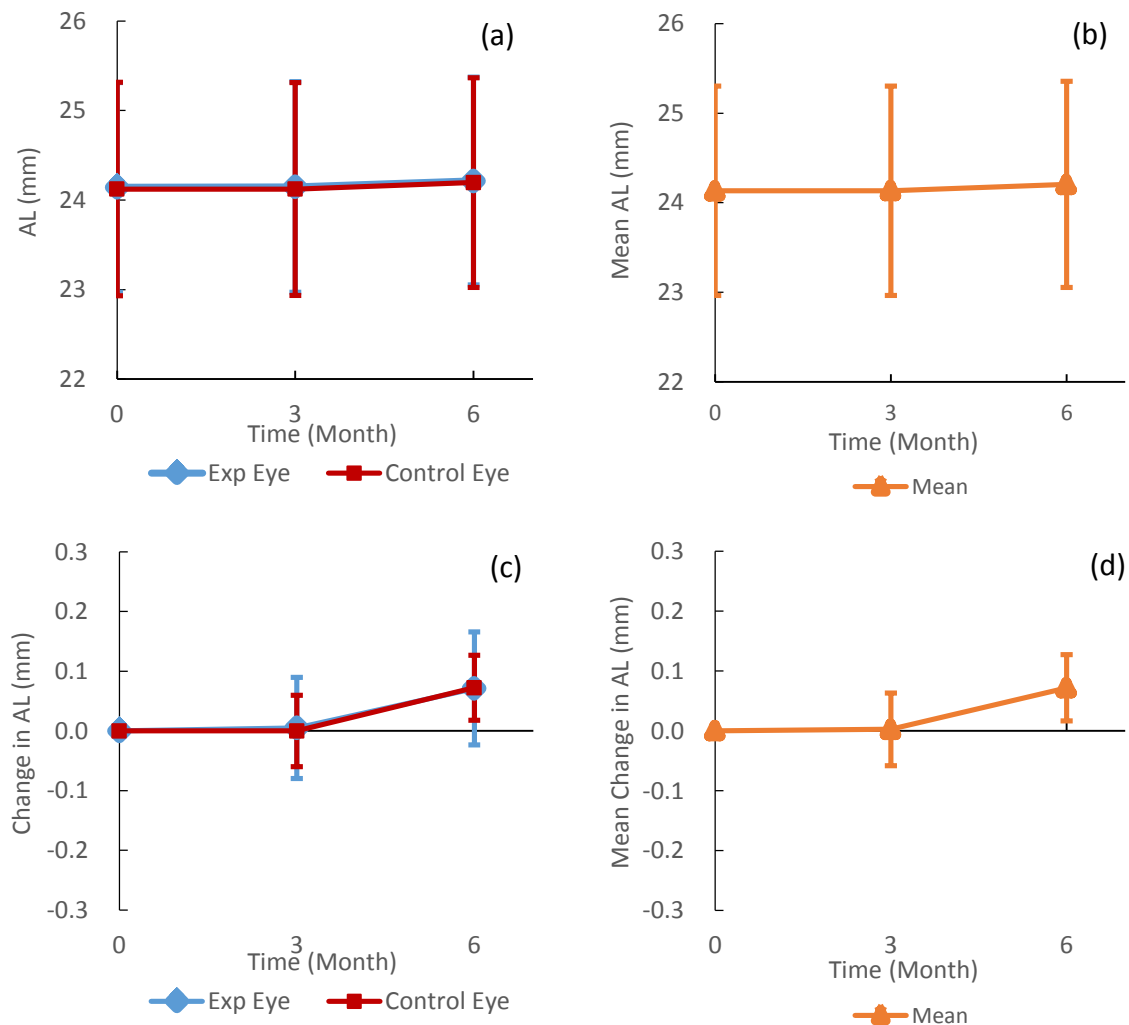 (a)
26
25
24
23
22
AL (mm)
0 3 6
Time (Month)
Exp Eye Control Eye
(b)
26
25
24
23
22
Mean AL (mm)
0 3 6
Time (Month)
Mean
(c)
0.3
0.2
0.1
0.0
-0.1
-0.2
-0.3
Change in AL (mm)
0 3 6
Time (Month)
Exp Eye Control Eye
(d)
0.3
0.2
0.1
0.0
-0.1
-0.2
-0.3
Mean Change in AL (mm)
0 3 6
Time (Month)
Mean